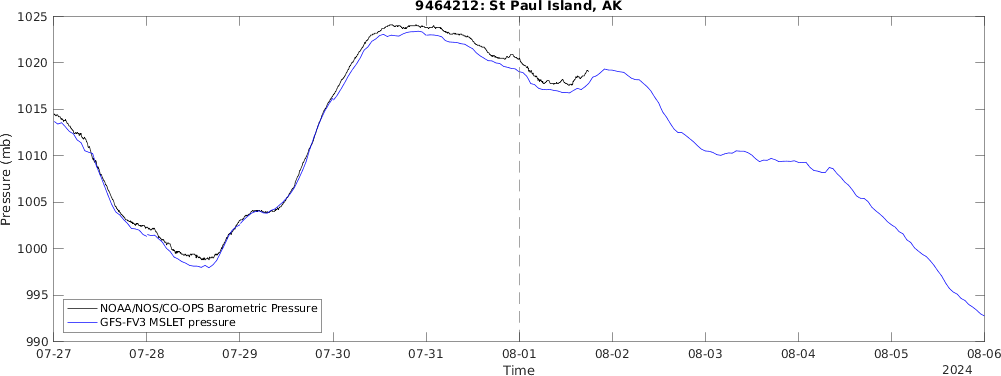 9464212: St Paul Island, AK
Pressure (mb)
1025
1020
1015
1010
1005
1000
995
990
NOAA/NOS/CO-OPS Barometric Pressure
GFS-FV3 MSLET pressure
07-27 07-28 07-29 07-30 07-31 08-01 08-02 08-03 08-04 08-05 08-06
Time
2024